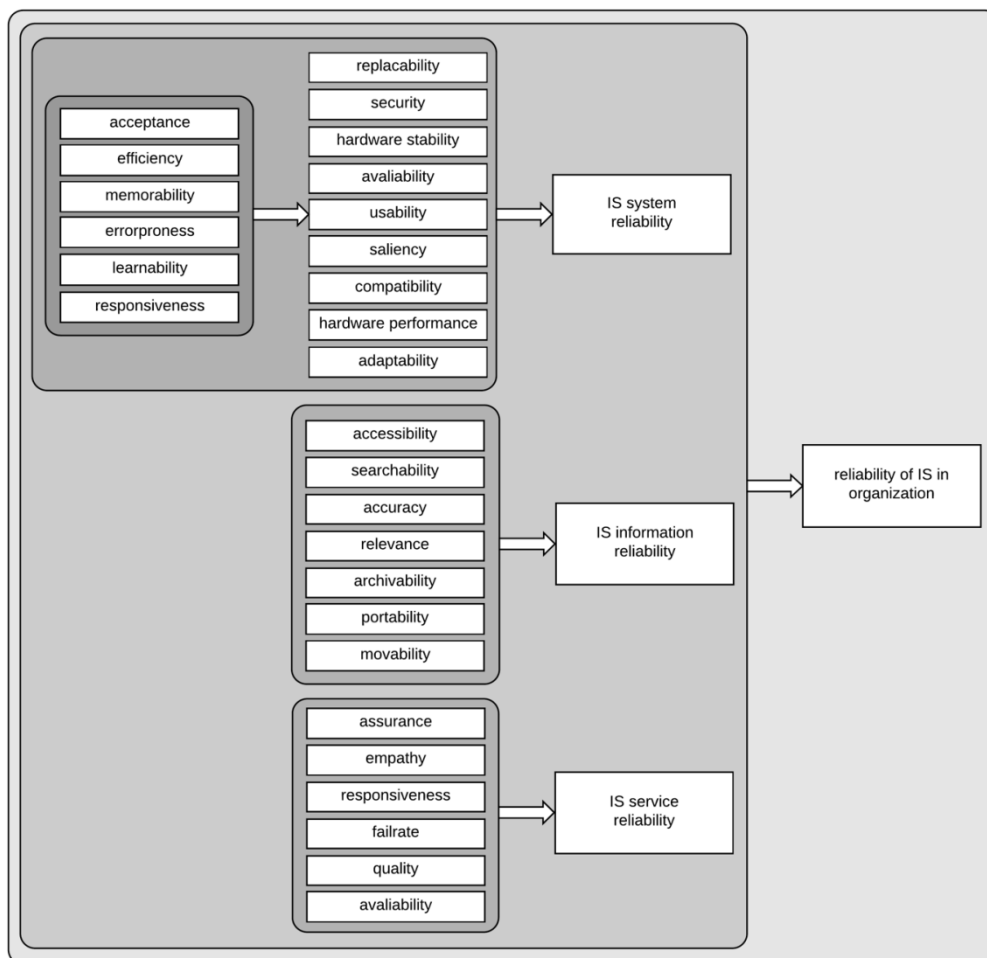 acceptance
efficiency
memorability
errorproness
learnability
responsiveness
replacability
security
hardware stability
avaliability
usability
saliency
compatibility
hardware performance
adaptability
IS system
reliability
accessibility
searchability
accuracy
relevance
archivability
portability
movability
IS information
reliability
assurance
empathy
responsiveness
failrate
quality
avaliability
IS service
reliability
reliability of IS in
organization